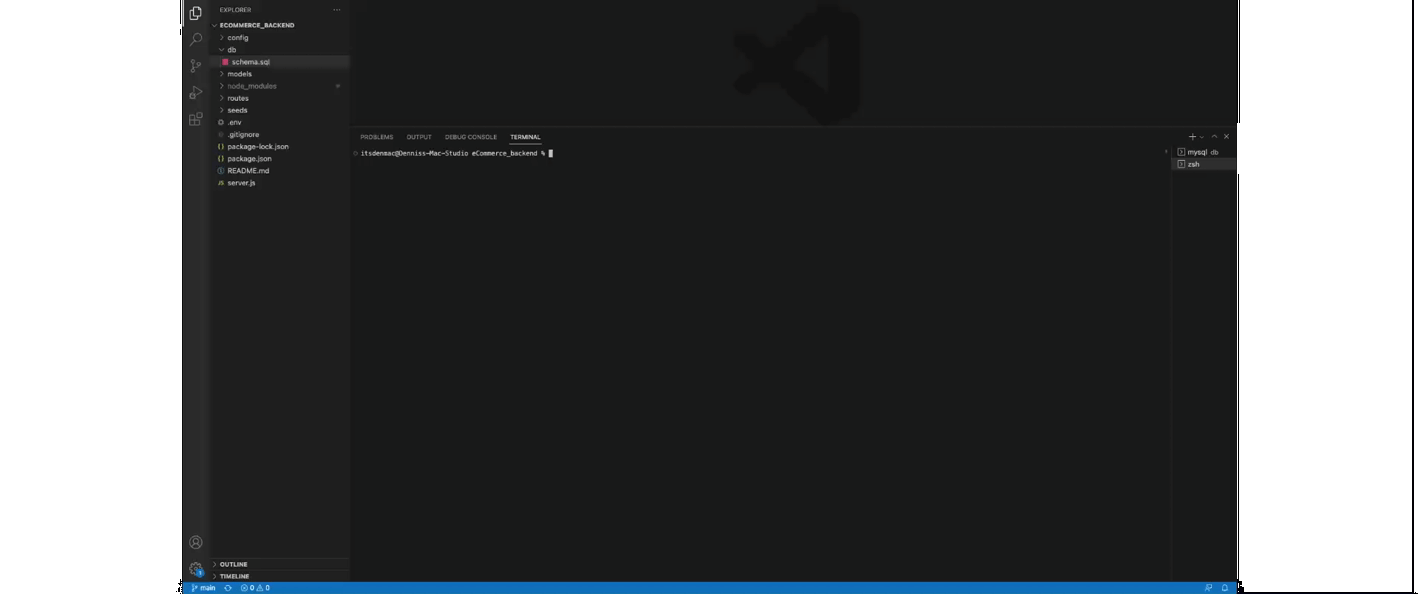 EXPLORER
ECOMMERCE_BACKEND
config
db
schema.sql
models
node_modules
routes
seeds
.env
.gitignore
package-lock.json
package.json
README.md
JS server.js
OUTLINE
TIMELINE
PROBLEMS OUTPUT DEBUG CONSOLE TERMINAL
itsdenmac@Denniss-Mac-Studio eCommerce_backend %
mysql db
zsh
1
main 0 0